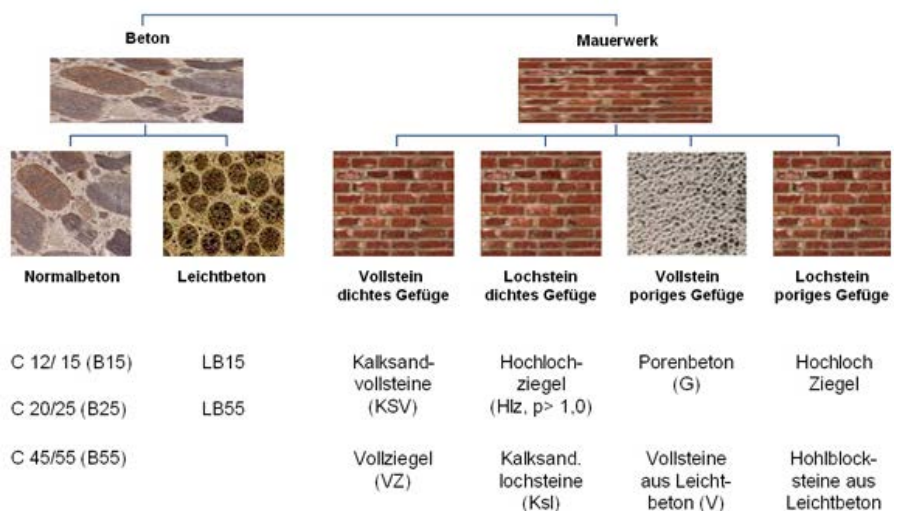 Beton
Mauerwerk
Normalbeton
Leichtbeton
Vollstein
dichtes Gefüge
Lochstein
dichtes Gefüge
Vollstein
poriges Gefüge
Lochstein
poriges Gefüge
C 12/ 15 (B15)
C 20/25 (B25)
C 45/55 (B55)
LB15
LB55
Kalksand-
vollsteine
(KSV)
Vollziegel
(VZ)
Hochloch-
ziegel
(Hlz, p> 1,0)
Kalksand.
lochsteine
(Ksl)
Porenbeton
(G)
Vollsteine
aus Leicht-
beton (V)
Hochloch
Ziegel
Hohlblock-
steine aus
Leichtbeton